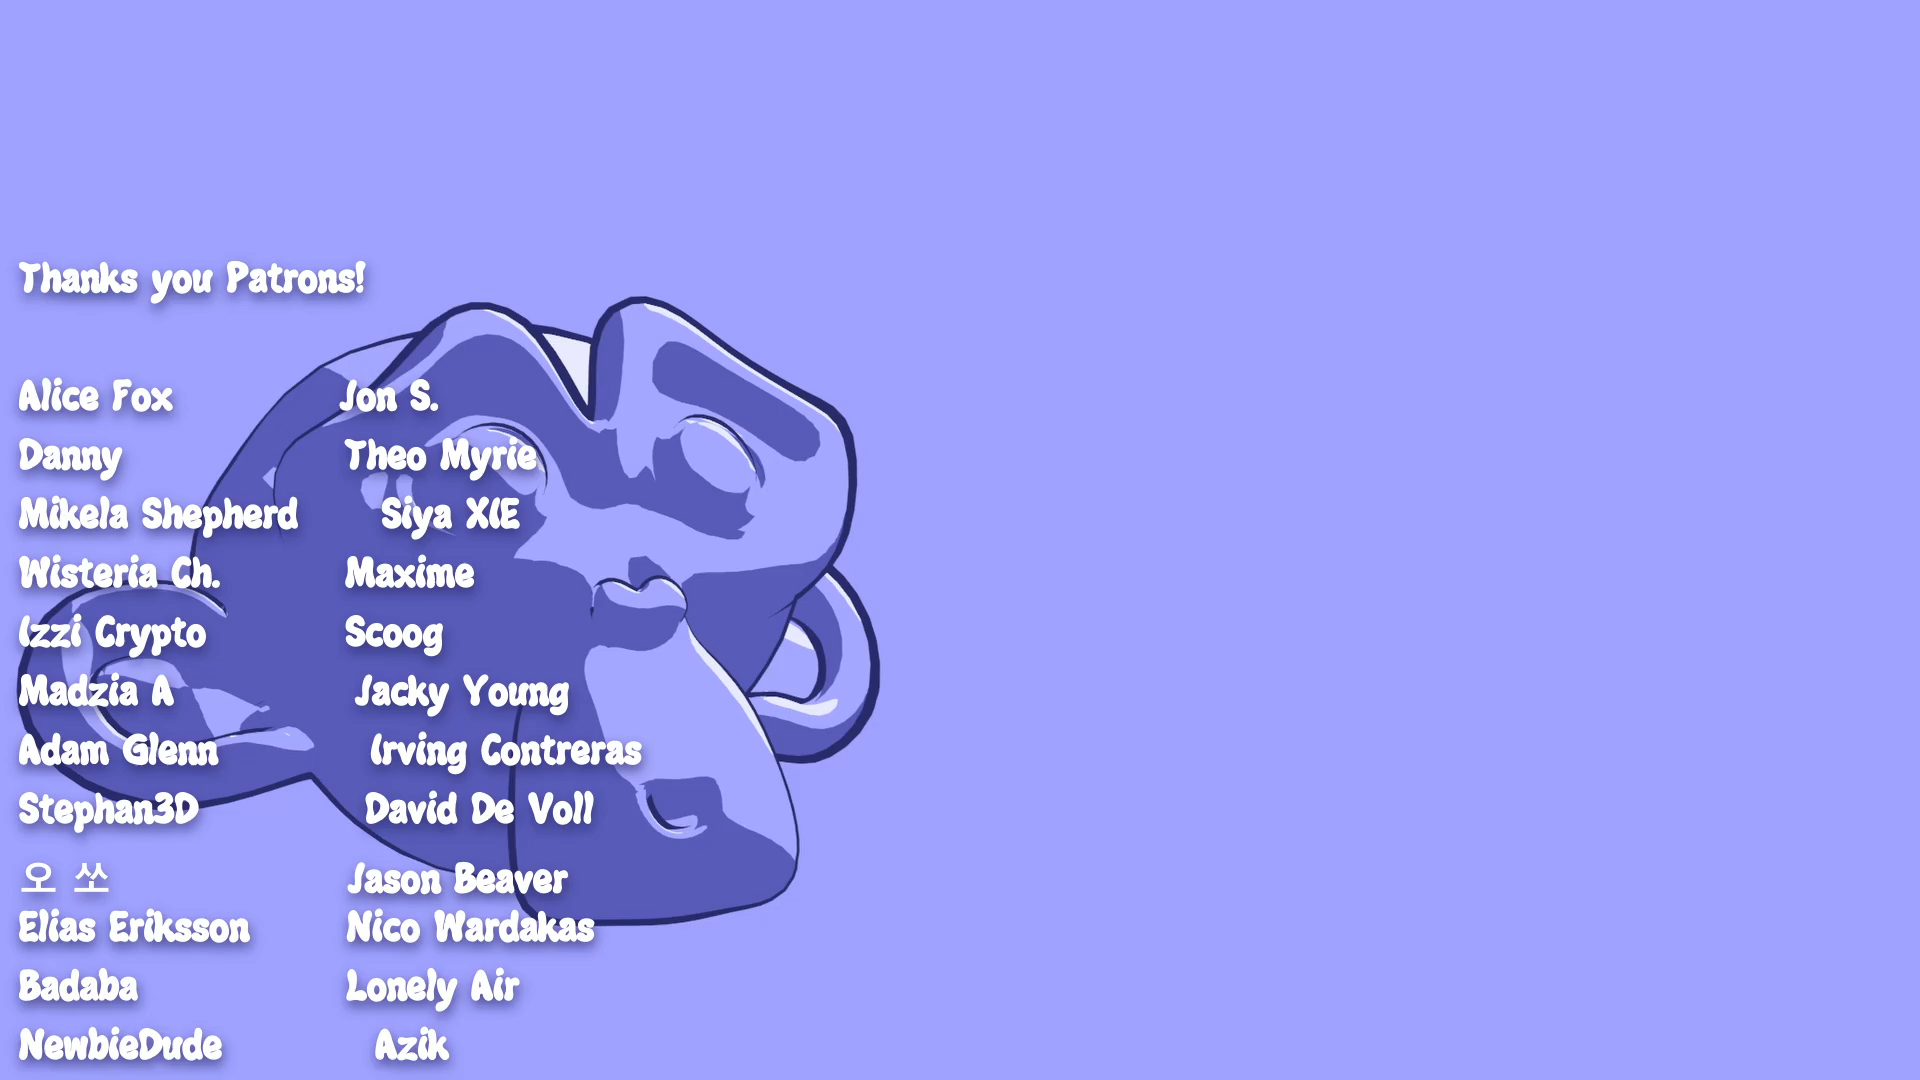 Thanks you Patrons!
Alice Fox Jon S.
Danny Theo Myrie
Mikela Shepherd Siya XIE
Wisteria Ch. Maxime
Izzi Crypto Scoog
Madzia A Jacky Young
Adam Glenn Irving Contreras
Stephan3D David De Voll
오 쏘 Jason Beaver
Elias Eriksson Nico Wardakas
Badaba Lonely Air
NewbieDude Azik